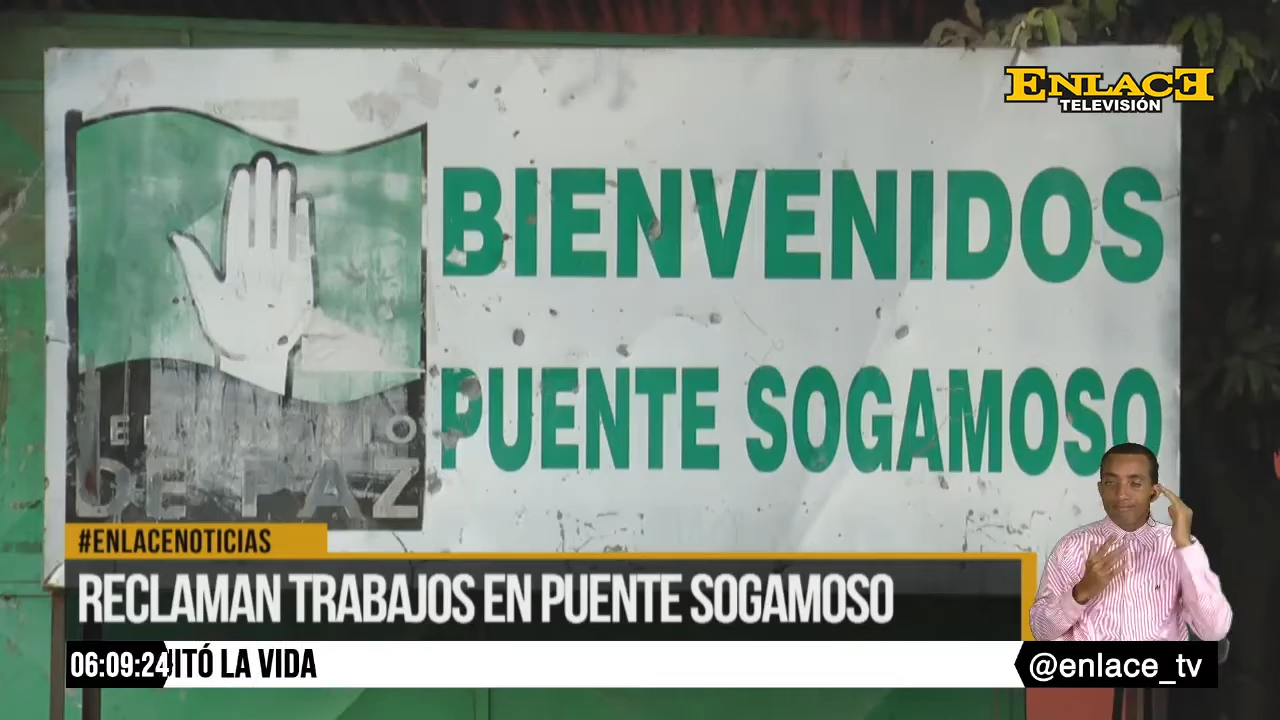 ENLACE
TELEVISIÓN
BIENVENIDOS
PUENTE SOGAMOSO
DE PAZ
#ENLACENOTICIAS
RECLAMAN TRABAJOS EN PUENTE SOGAMOSO
06:09:24
ITÓ LA VIDA
@enlace_tv